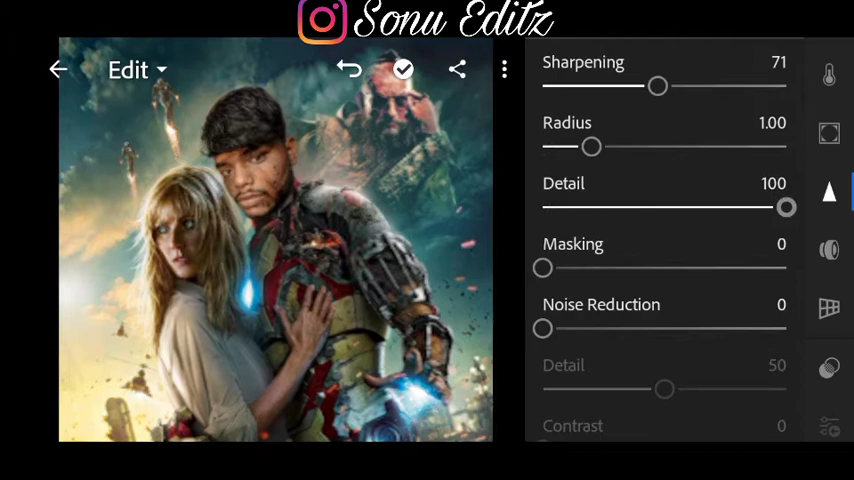 Sonu Editz
Edit
Sharpening 71
Radius 1.00
Detail 100
Masking 0
Noise Reduction 0
Detail 50
Contrast 0